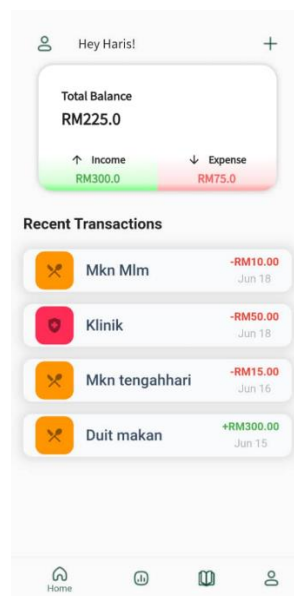 Hey Haris!
Total Balance
RM225.0
Income Expense
RM300.0 RM75.0
Recent Transactions
Mkn Mlm -RM10.00
Jun 18
Klinik -RM50.00
Jun 18
Mkn tengahhari -RM15.00
Jun 16
Duit makan +RM300.00
Jun 15
Home